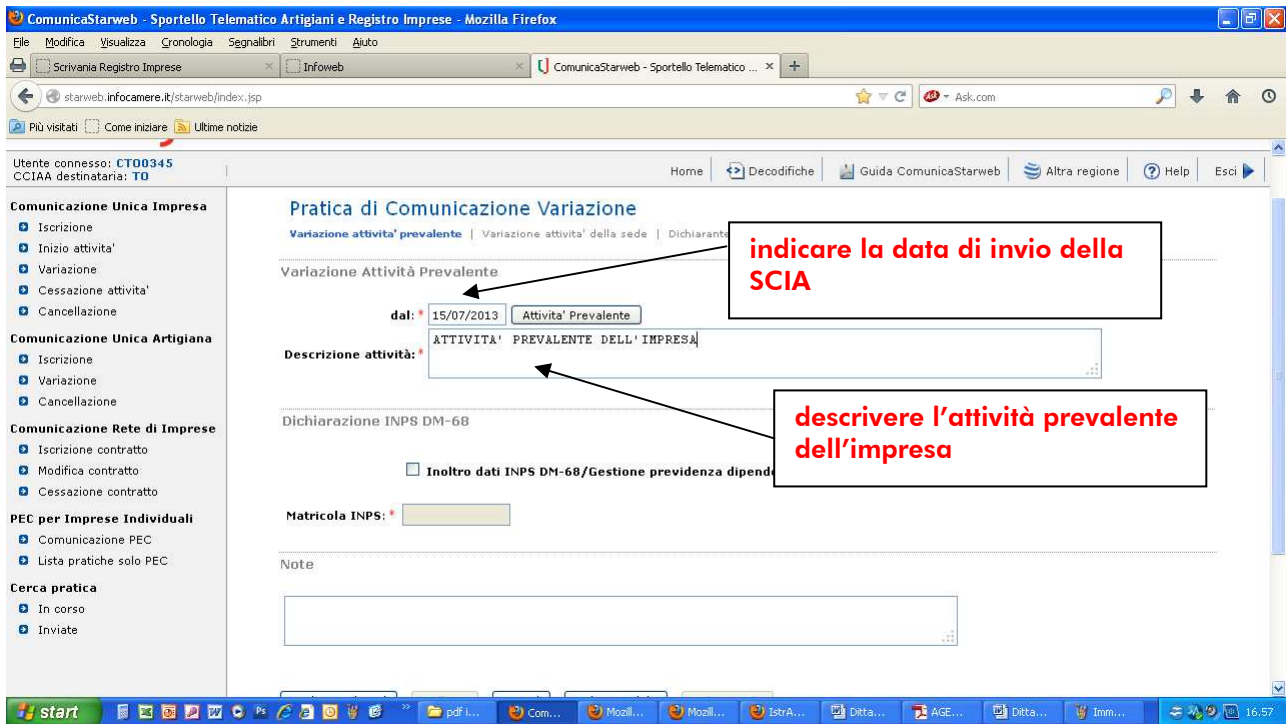 ComunicaStarweb - Sportello Telematico Artigiani e Registro Imprese - Mozilla Firefox
File Modifica Visualizza Cronologia Segnalibri Strumenti Aiuto
Scrivania Registro Imprese × Infoweb × ComunicaStarweb - Sportello Telematico ... × +
starweb.infocamere.it/starweb/index.jsp Ask.com
Più visitati Come iniziare Ultime notizie
Utente connesso: CT00345
CCIAA destinataria: TO
Home Decodifiche Guida ComunicaStarweb Altra regione Help Esci
Comunicazione Unica Impresa
Iscrizione
Inizio attivita'
Variazione
Cessazione attivita'
Cancellazione
Comunicazione Unica Artigiana
Iscrizione
Variazione
Cancellazione
Comunicazione Rete di Imprese
Iscrizione contratto
Modifica contratto
Cessazione contratto
PEC per Imprese Individuali
Comunicazione PEC
Lista pratiche solo PEC
Cerca pratica
In corso
Inviate
Pratica di Comunicazione Variazione
Variazione attivita' prevalente | Variazione attivita' della sede | Dichiarante
indicare la data di invio della
SCIA
Variazione Attività Prevalente
dal: * 15/07/2013 Attivita' Prevalente
Descrizione attività: * ATTIVITA' PREVALENTE DELL'IMPRESA
descrivere l'attività prevalente
dell'impresa
Dichiarazione INPS DM-68
Inoltro dati INPS DM-68/Gestione previdenza dipend
Matricola INPS: *
Note
start pdf i... Com... Mozill... Mozill... IstrA... Ditta... AGE... Ditta... Imm... 16.57